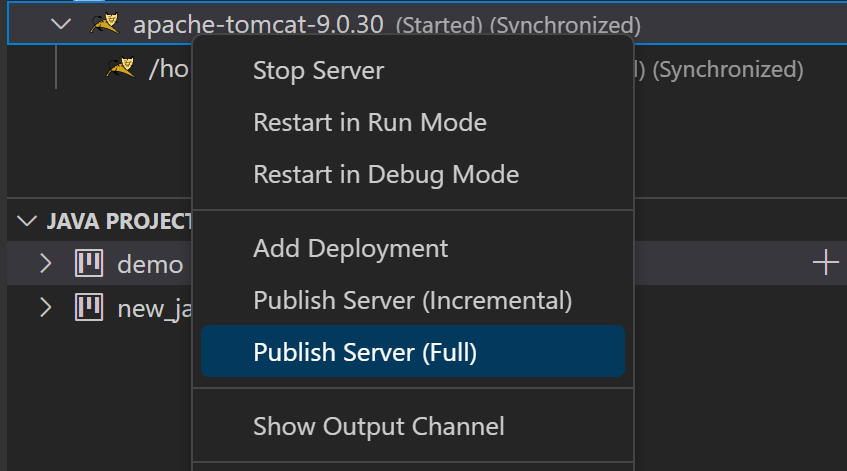 apache-tomcat-9.0.30 (Started) (Synchronized)
/ho (Synchronized)
Stop Server
Restart in Run Mode
Restart in Debug Mode
Add Deployment
Publish Server (Incremental)
Publish Server (Full)
Show Output Channel
JAVA PROJECT
demo
new_ja